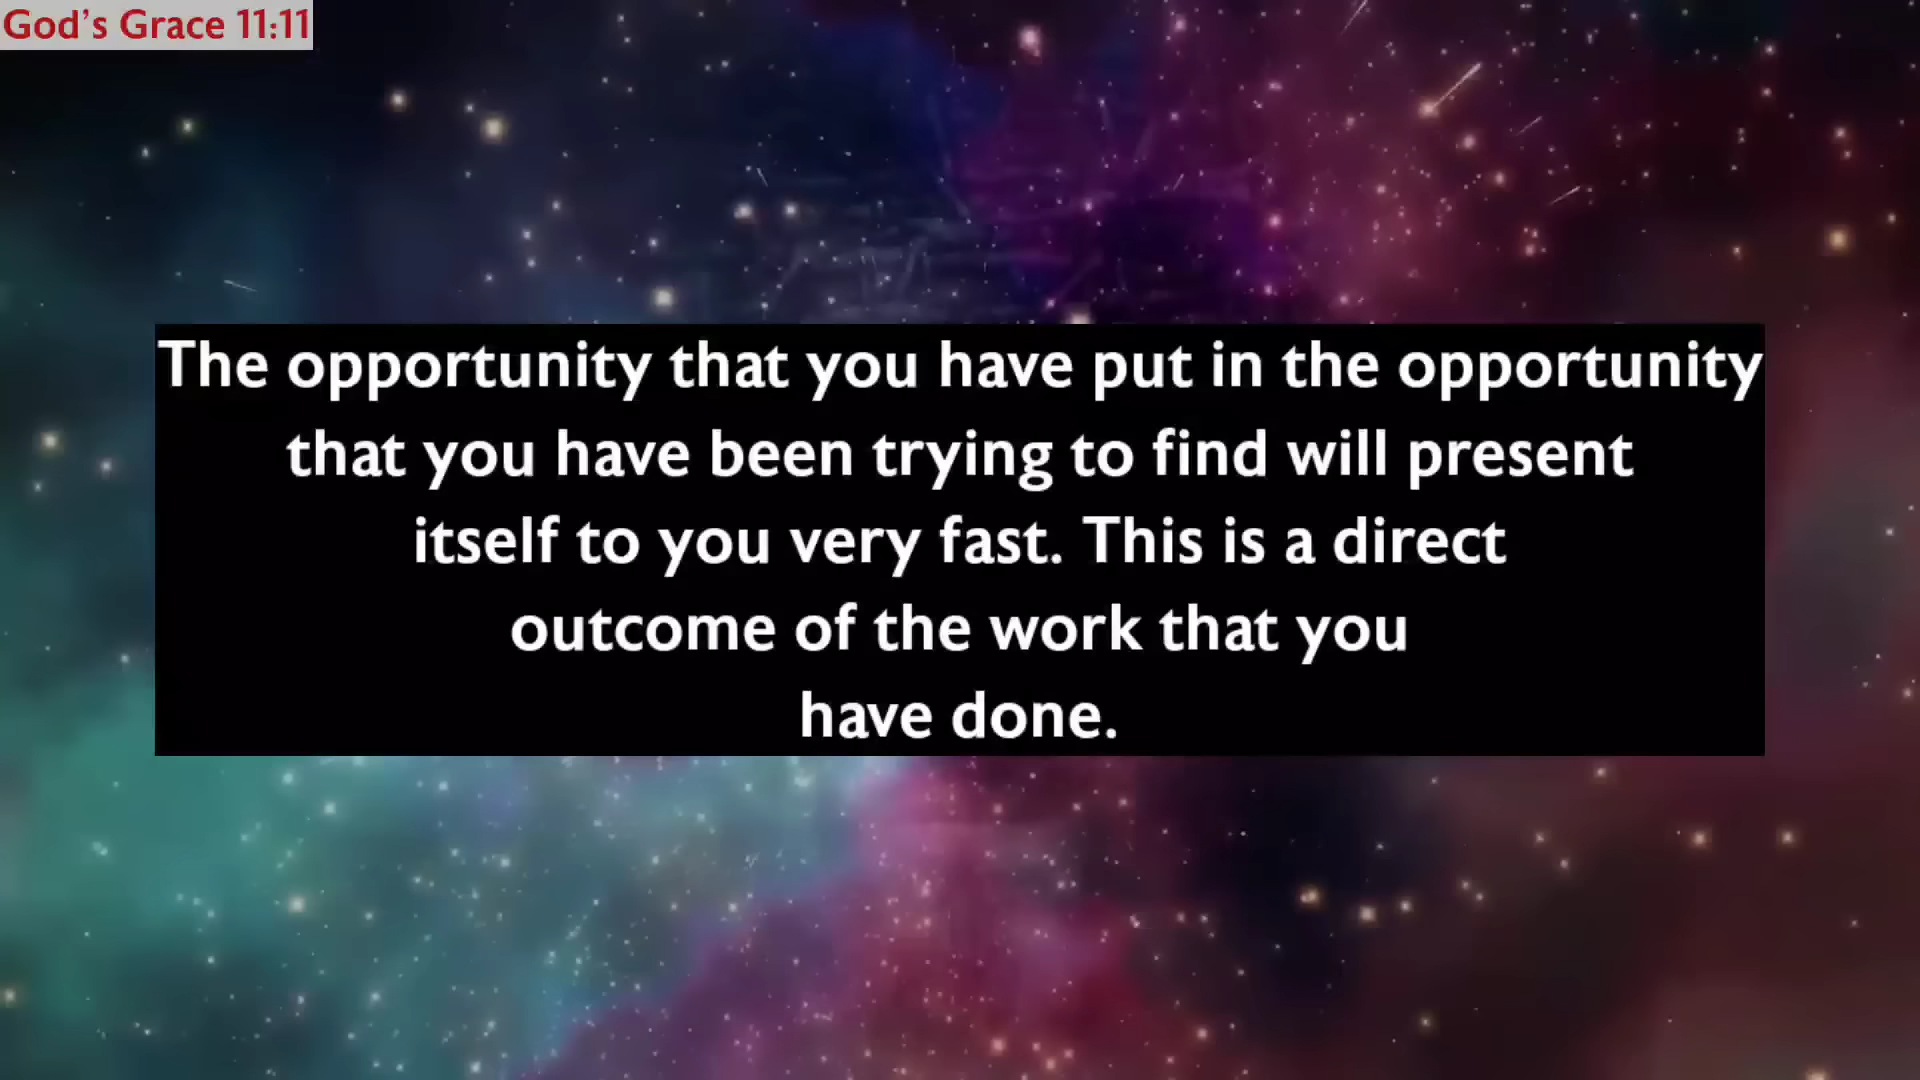 God's Grace 11:11
The opportunity that you have put in the opportunity
that you have been trying to find will present
itself to you very fast. This is a direct
outcome of the work that you
have done.